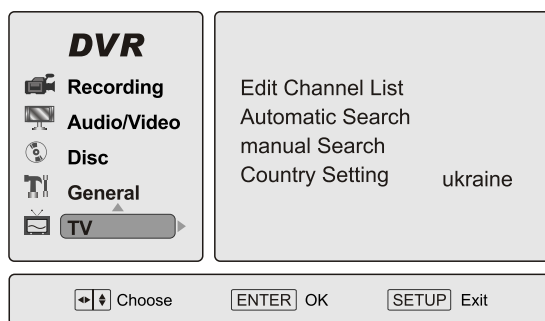 DVR
Recording
Audio/Video
Disc
General
TV
Edit Channel List
Automatic Search
manual Search
Country Setting ukraine
Choose ENTER OK SETUP Exit